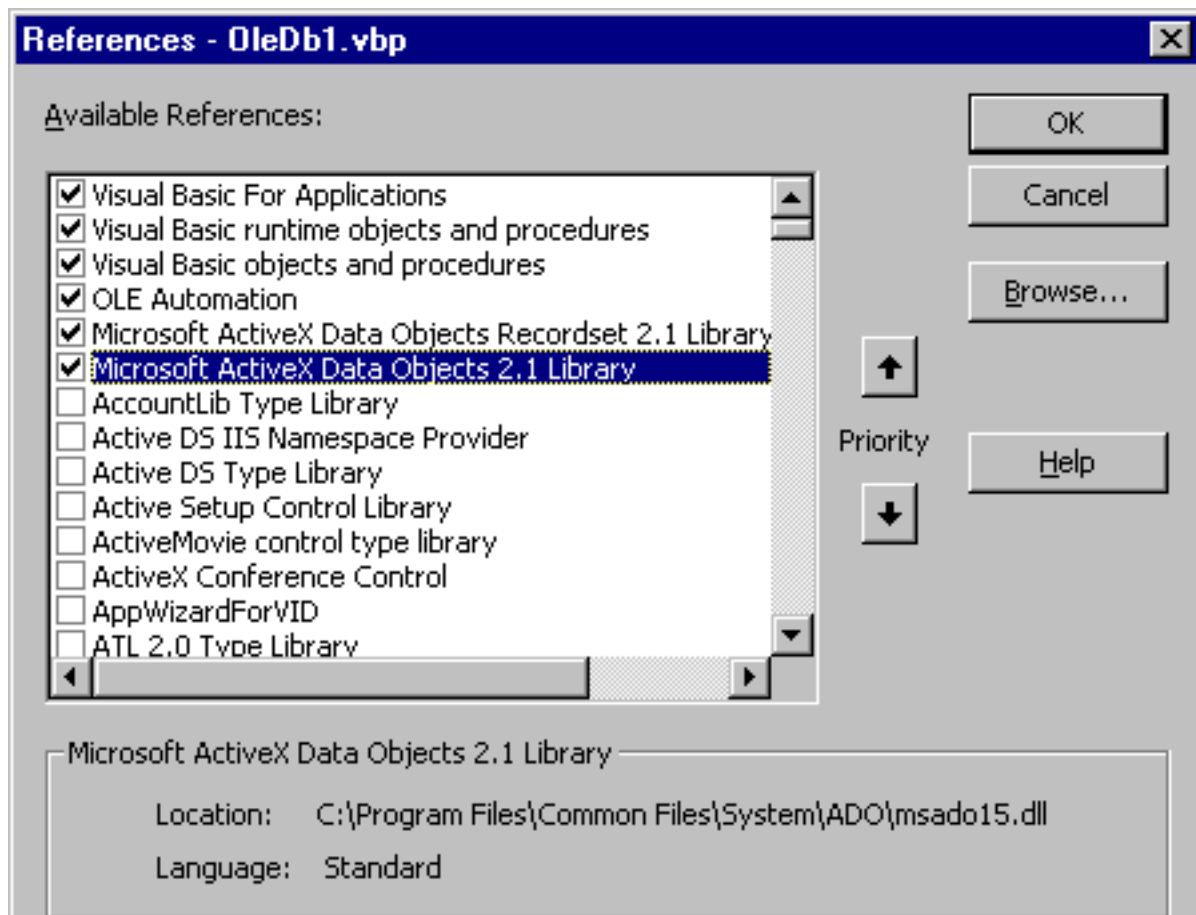 References - OleDb1.vbp
Available References:
OK
Cancel
Browse...
Help
Visual Basic For Applications
Visual Basic runtime objects and procedures
Visual Basic objects and procedures
OLE Automation
Microsoft ActiveX Data Objects Recordset 2.1 Library
Microsoft ActiveX Data Objects 2.1 Library
AccountLib Type Library
Active DS IIS Namespace Provider
Active DS Type Library
Active Setup Control Library
ActiveMovie control type library
ActiveX Conference Control
AppWizardForVID
ATL 2.0 Type Library
Priority
Microsoft ActiveX Data Objects 2.1 Library
Location: C:\Program Files\Common Files\System\ADO\msado15.dll
Language: Standard